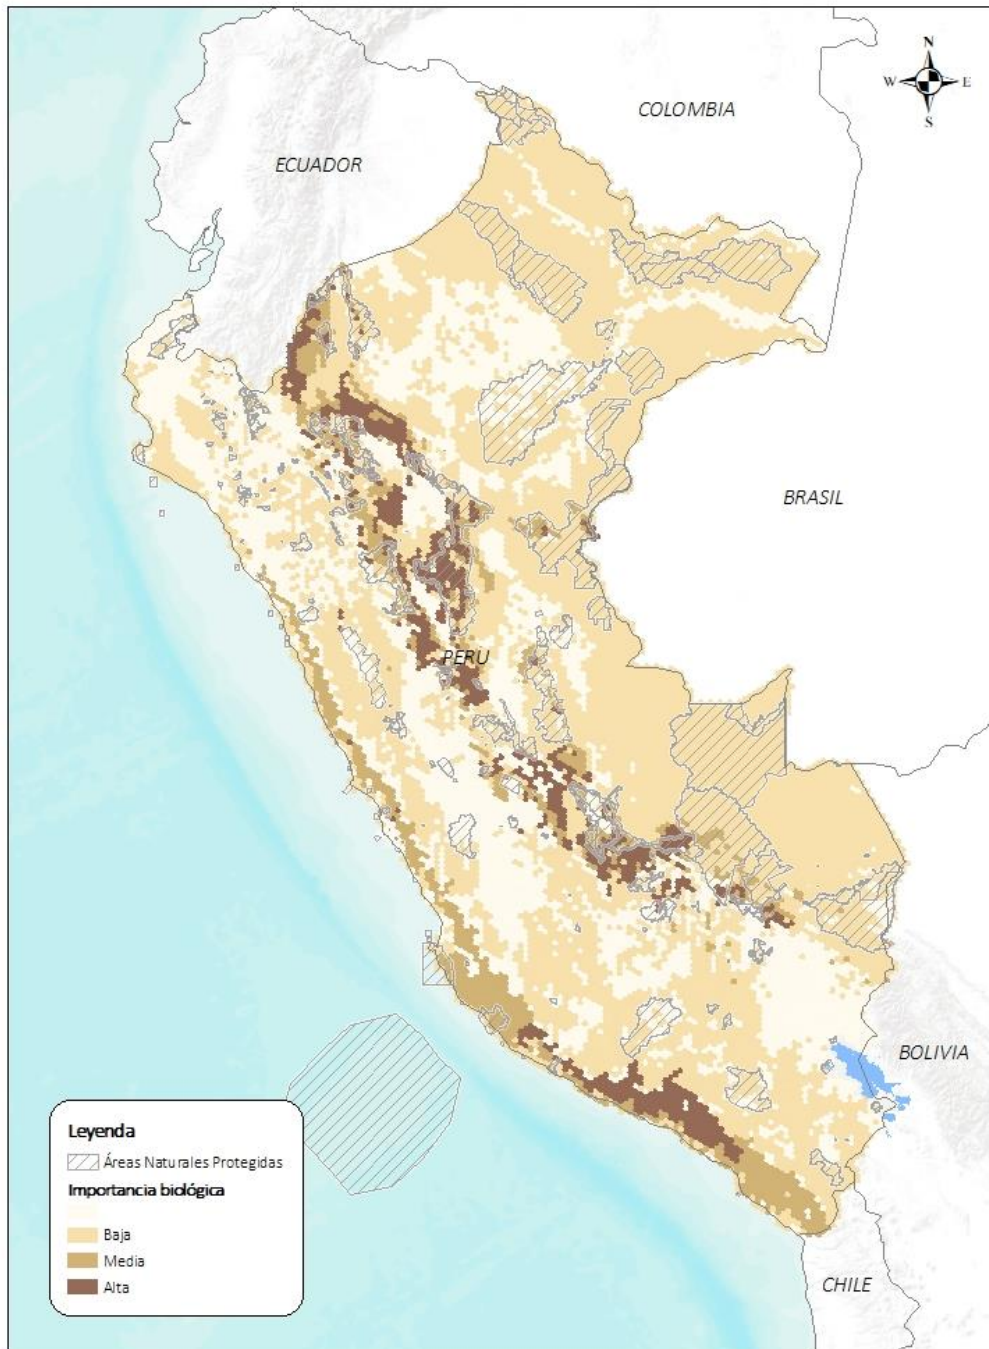 N
W E
S
COLOMBIA
ECUADOR
BRASIL
PERU
BOLIVIA
CHILE
Leyenda
Áreas Naturales Protegidas
Importancia biológica
Baja
Media
Alta